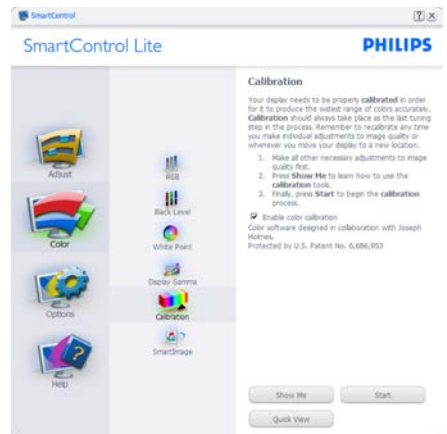 SmartControl
SmartControl Lite
PHILIPS
Adjust
Color
Options
Help
RGB
Black Level
White Point
Display Gamma
Calibration
SmartImage
Calibration
Your display needs to be properly calibrated in order
for it to produce the widest range of colors accurately.
Calibration should always take place as the last tuning
step in the process. Remember to recalibrate any time
you make individual adjustments to image quality or
whenever you move your display to a new location.
1. Make all other necessary adjustments to image
quality first.
2. Press Show Me to learn how to use the
calibration tools.
3. Finally, press Start to begin the calibration
process.
Enable color calibration
Color software designed in collaboration with Joseph
Holmes.
Protected by U.S. Patent No. 6,686,953
Show Me
Start
Quick View